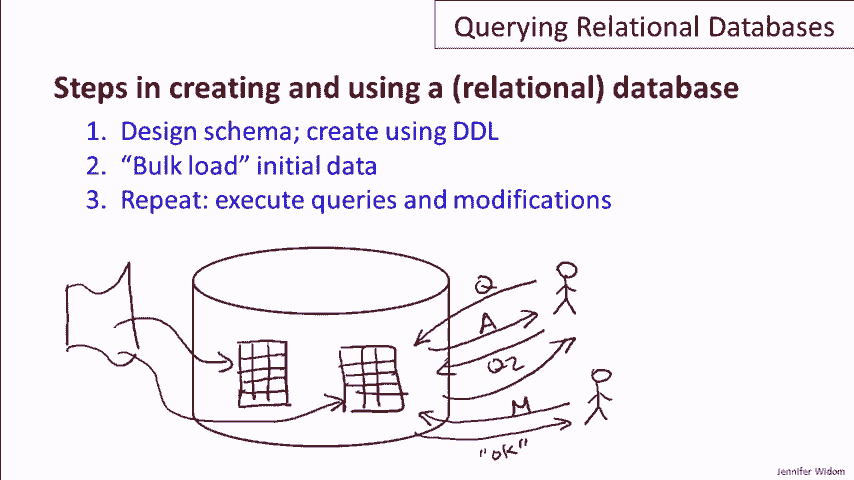 Querying Relational Databases
Steps in creating and using a (relational) database
1. Design schema; create using DDL
2. “Bulk load” initial data
3. Repeat: execute queries and modifications
Q
A
Q2
M
"OK"
Jennifer Widom